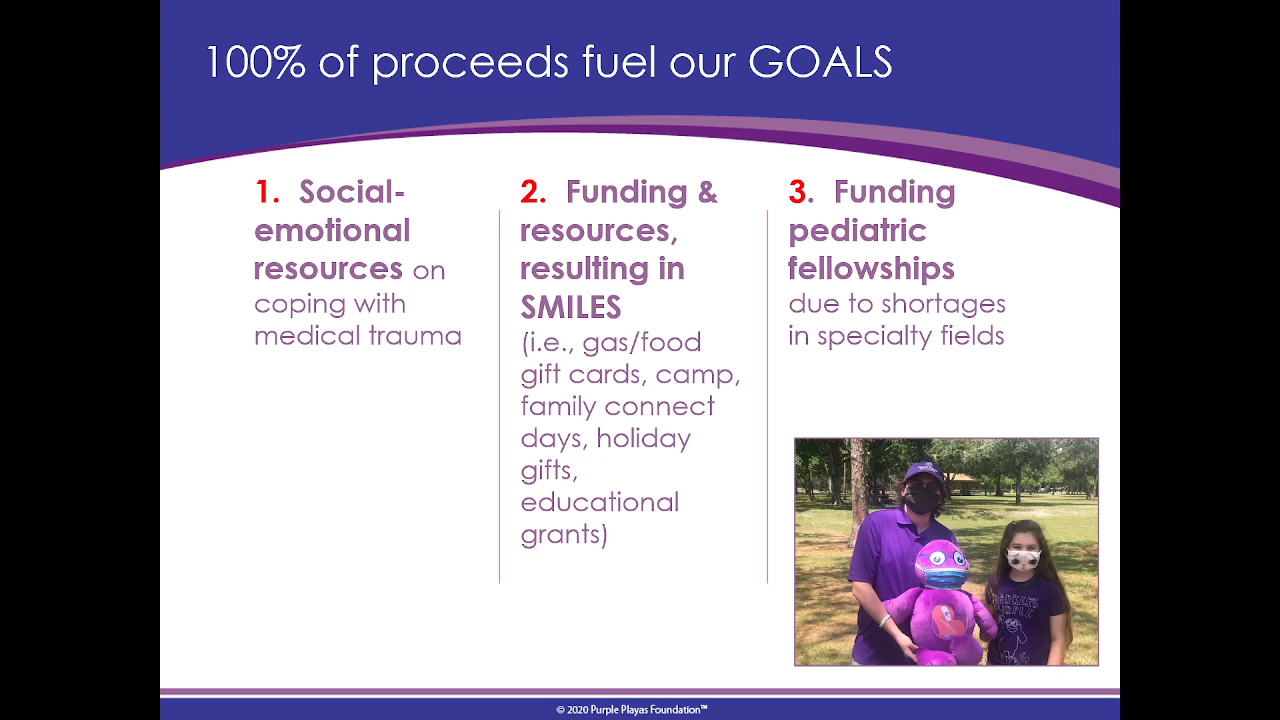 100% of proceeds fuel our GOALS
1. Social-
emotional
resources on
coping with
medical trauma
2. Funding &
resources,
resulting in
SMILES
(i.e., gas/food
gift cards, camp,
family connect
days, holiday
gifts,
educational
grants)
3. Funding
pediatric
fellowships
due to shortages
in specialty fields
© 2020 Purple Playas Foundation™